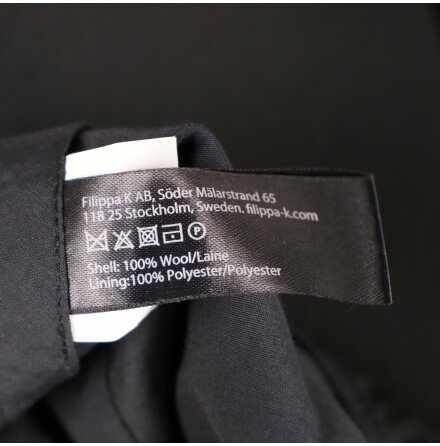 Filippa K AB, Söder Mälarstrand 65
118 25 Stockholm, Sweden. filippa-k.com
P
Shell: 100% Wool/Laine
Lining:100% Polyester/Polyester